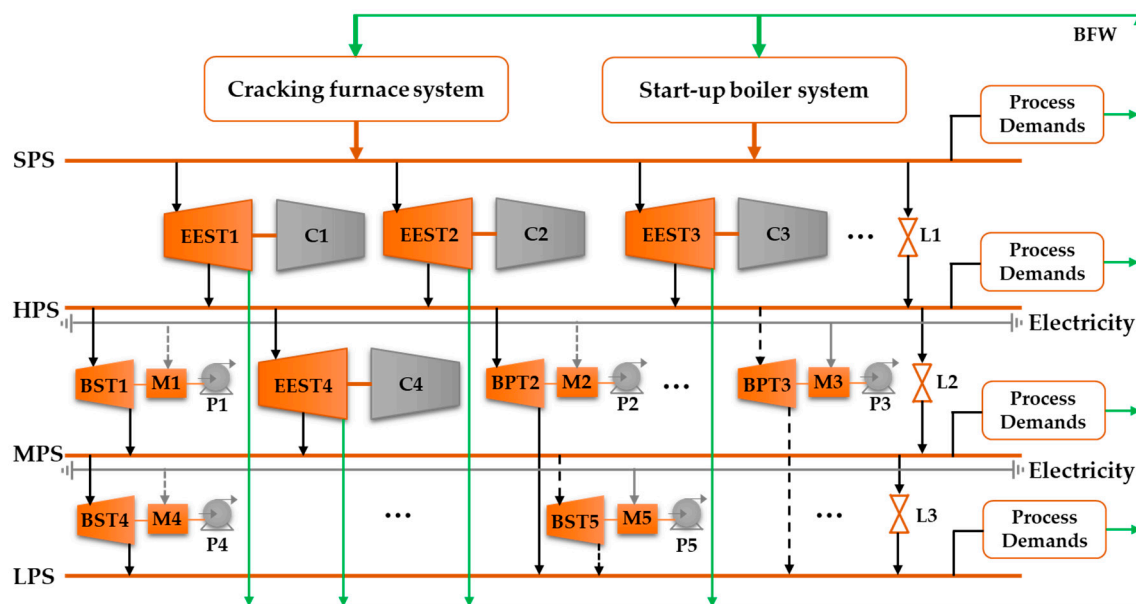 BFW
Cracking furnace system
Start-up boiler system
Process
Demands
SPS
EEST1
C1
EEST2
C2
EEST3
C3
...
L1
Process
Demands
HPS
Electricity
BST1
M1
P1
EEST4
C4
BPT2
M2
P2
...
BPT3
M3
P3
L2
Process
Demands
MPS
Electricity
BST4
M4
P4
...
BST5
M5
P5
...
L3
Process
Demands
LPS